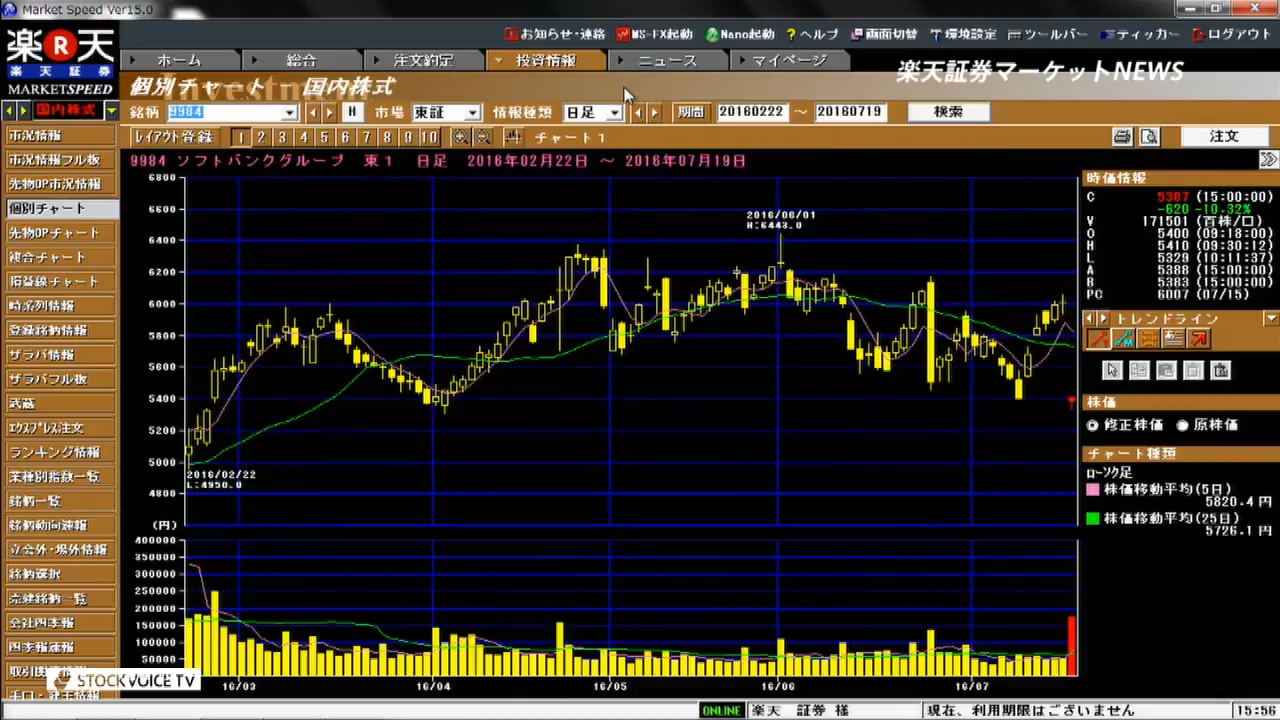 Market Speed Ver15.0
楽R天
楽天証券
MARKETSPEED
お知らせ・連絡 MS-FX起動 Nano起動 ヘルプ 画面切替 環境設定 ツールバー ティッカー ログアウト
ホーム 総合 注文約定 投資情報 ニュース マイページ
楽天証券マーケットNEWS
個別チャート 国内株式
国内株式
銘柄 9984 H 市場 東証 情報種類 日足 期間 20160222 ～ 20160719 検索
レイアウト登録 1 2 3 4 5 6 7 8 9 10 チャート1 注文
9984 ソフトバンクグループ 東1 日足 2016年02月22日 ～ 2016年07月19日
市況情報
市況情報フル板
先物OP市況情報
個別チャート
先物OPチャート
複合チャート
損益線チャート
時系列情報
登録銘柄情報
ザラバ情報
ザラバフル板
武蔵
エクスプレス注文
ランキング情報
業種別指数一覧
銘柄一覧
銘柄動向速報
立会外・場外情報
銘柄選択
売建銘柄一覧
会社四季報
四季報速報
6800
6600
6400
6200
6000
5800
5600
5400
5200
5000
4800
(円)
2016/06/01
H:6443.0
2016/02/22
L:4950.0
400000
350000
300000
250000
200000
150000
100000
50000
16/03 16/04 16/05 16/06 16/07
時価情報
C 5387 (15:00:00)
-620 -10.32%
V 171501 (百株/口)
O 5400 (09:18:00)
H 5410 (09:30:12)
L 5329 (10:11:37)
A 5388 (15:00:00)
B 5383 (15:00:00)
PC 6007 (07/15)
トレンドライン
株価
修正株価 原株価
チャート種類
ローソク足
株価移動平均(5日)
5820.4 円
株価移動平均(25日)
5726.1 円
STOCKVOICE TV
ONLINE 楽天 証券 様 現在、利用期限はございません 15:56